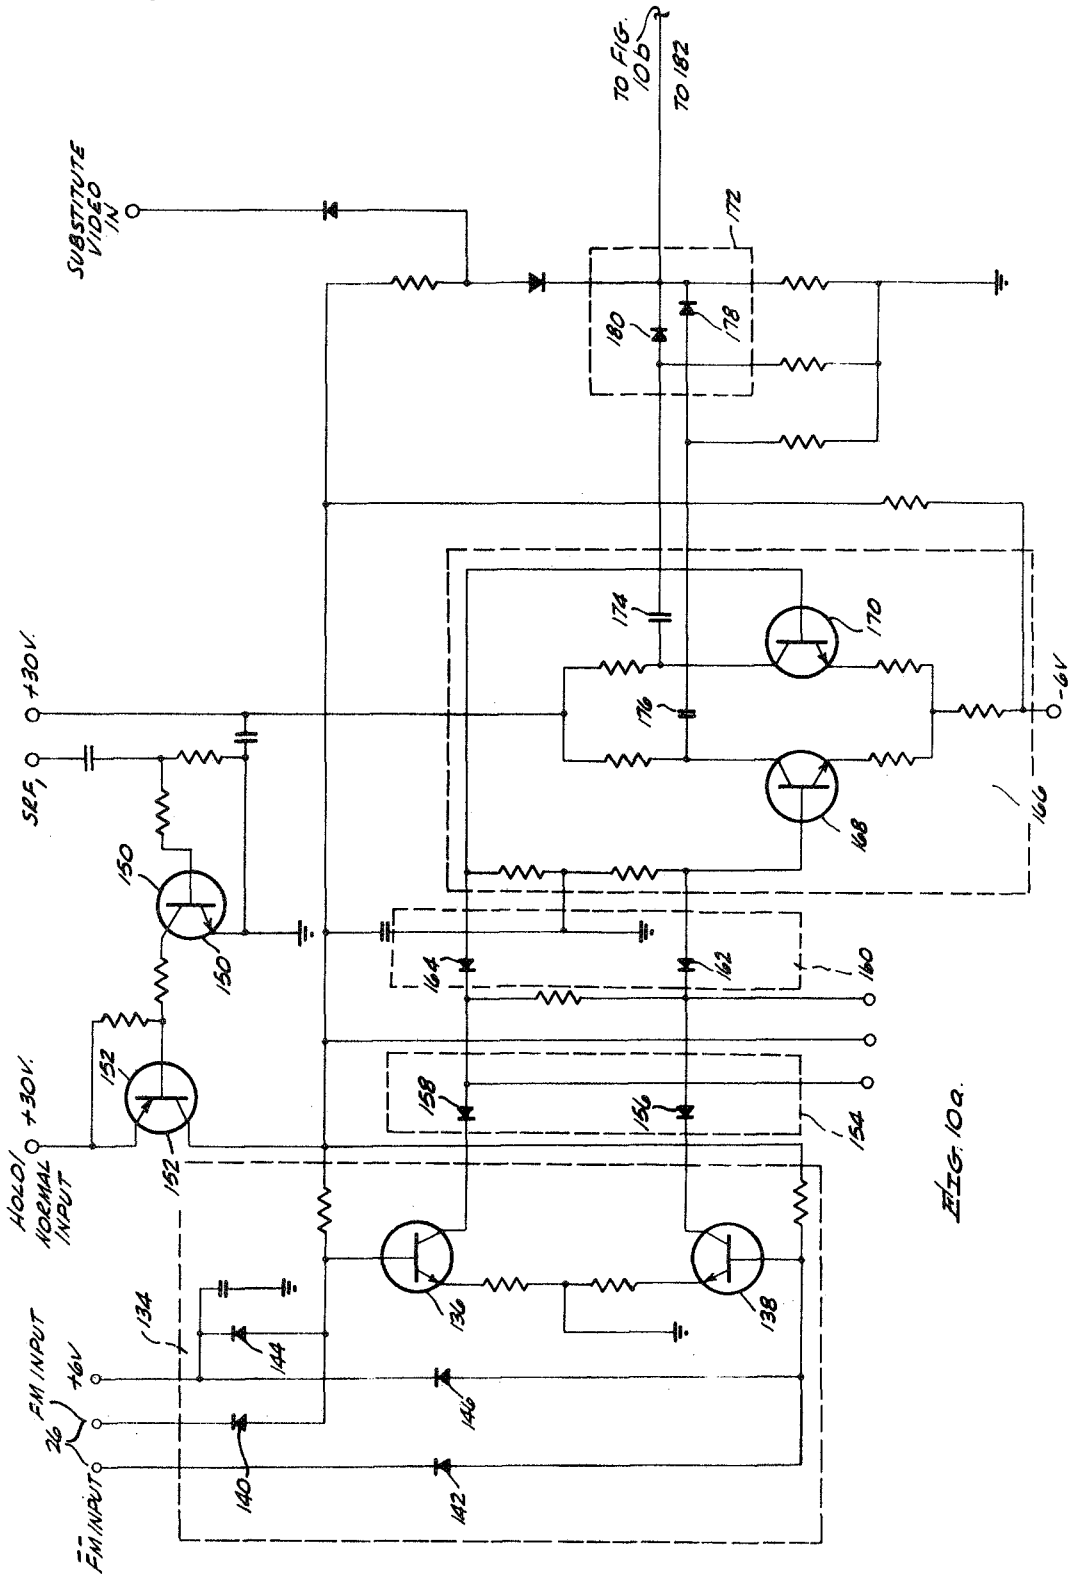 FM INPUT
26
FM INPUT
+6V
HOLD/
NORMAL
INPUT
+30V.
SRF,
+30V.
SUBSTITUTE
VIDEO
IN
TO FIG.
10b
TO 182
134
144
140
142
146
136
138
152
152
150
150
158
156
154
164
162
160
174
176
168
170
166
180
178
172
-6V
FIG. 10a.